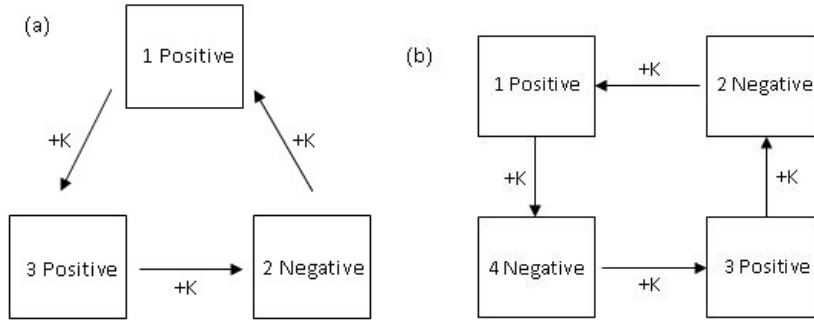 (a)
1 Positive
+K
+K
3 Positive
+K
2 Negative
(b)
1 Positive
+K
2 Negative
+K
+K
4 Negative
+K
3 Positive